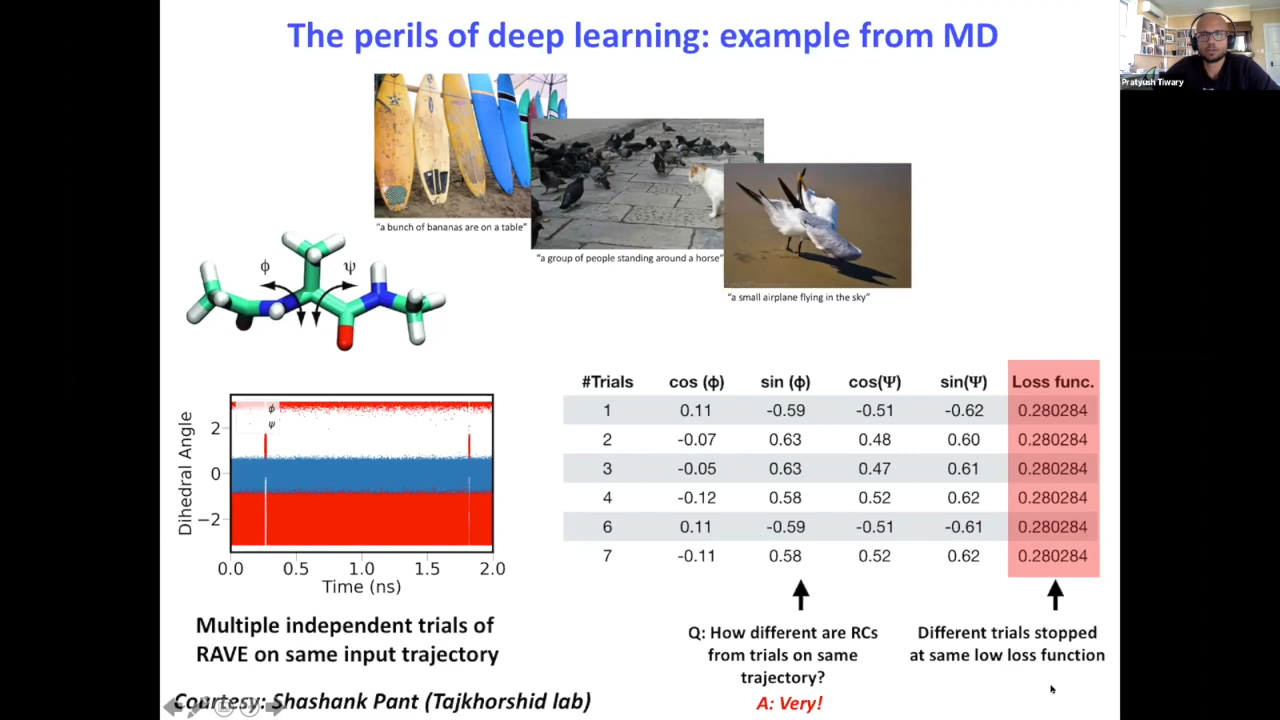 The perils of deep learning: example from MD
Pratyush Tiwary
"a bunch of bananas are on a table"
"a group of people standing around a horse"
"a small airplane flying in the sky"
ϕ ψ
#Trials cos (ϕ) sin (ϕ) cos(Ψ) sin(Ψ) Loss func.
1 0.11 -0.59 -0.51 -0.62 0.280284
2 -0.07 0.63 0.48 0.60 0.280284
3 -0.05 0.63 0.47 0.61 0.280284
4 -0.12 0.58 0.52 0.62 0.280284
6 0.11 -0.59 -0.51 -0.61 0.280284
7 -0.11 0.58 0.52 0.62 0.280284
ϕ
ψ
Dihedral Angle
2
0
−2
0.0 0.5 1.0 1.5 2.0
Time (ns)
Multiple independent trials of
RAVE on same input trajectory
Q: How different are RCs
from trials on same
trajectory?
A: Very!
Different trials stopped
at same low loss function
Courtesy: Shashank Pant (Tajkhorshid lab)